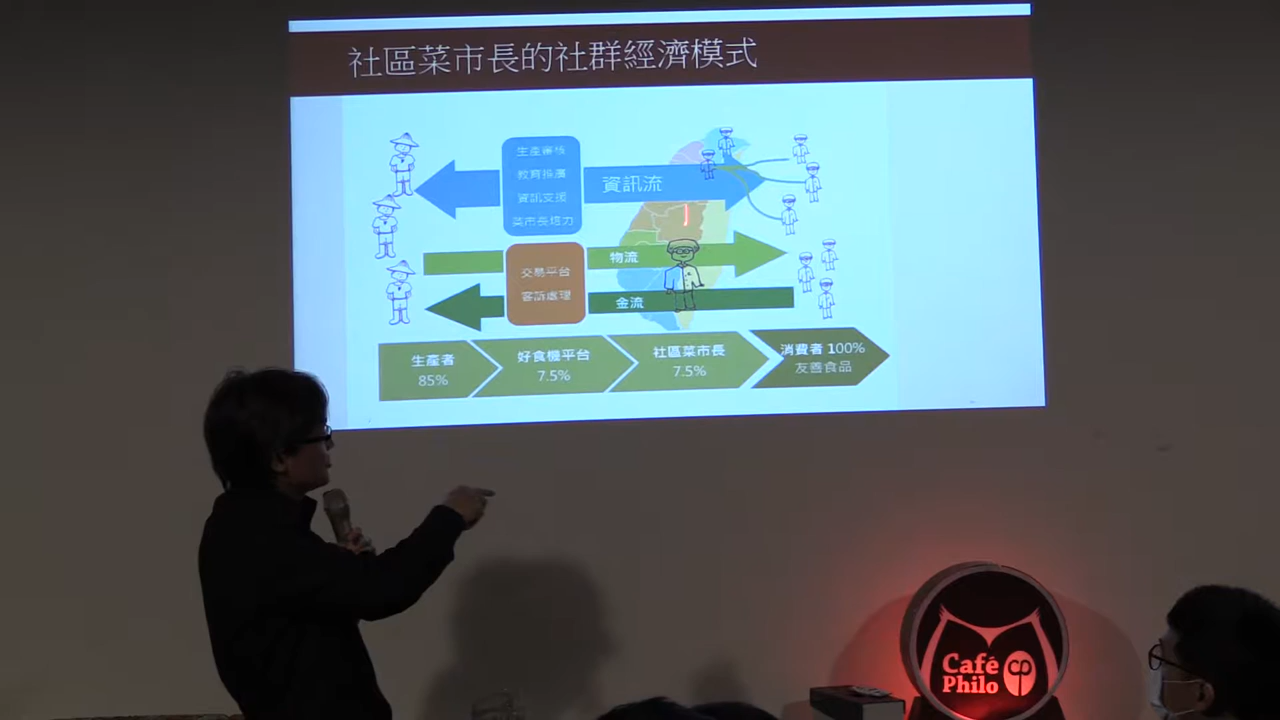 社區菜市長的社群經濟模式
生產審核
教育推廣
資訊支援
菜市長培力
資訊流
交易平台
客訴處理
物流
金流
生產者
85%
好食機平台
7.5%
社區菜市長
7.5%
消費者 100%
友善食品
Café
Philo